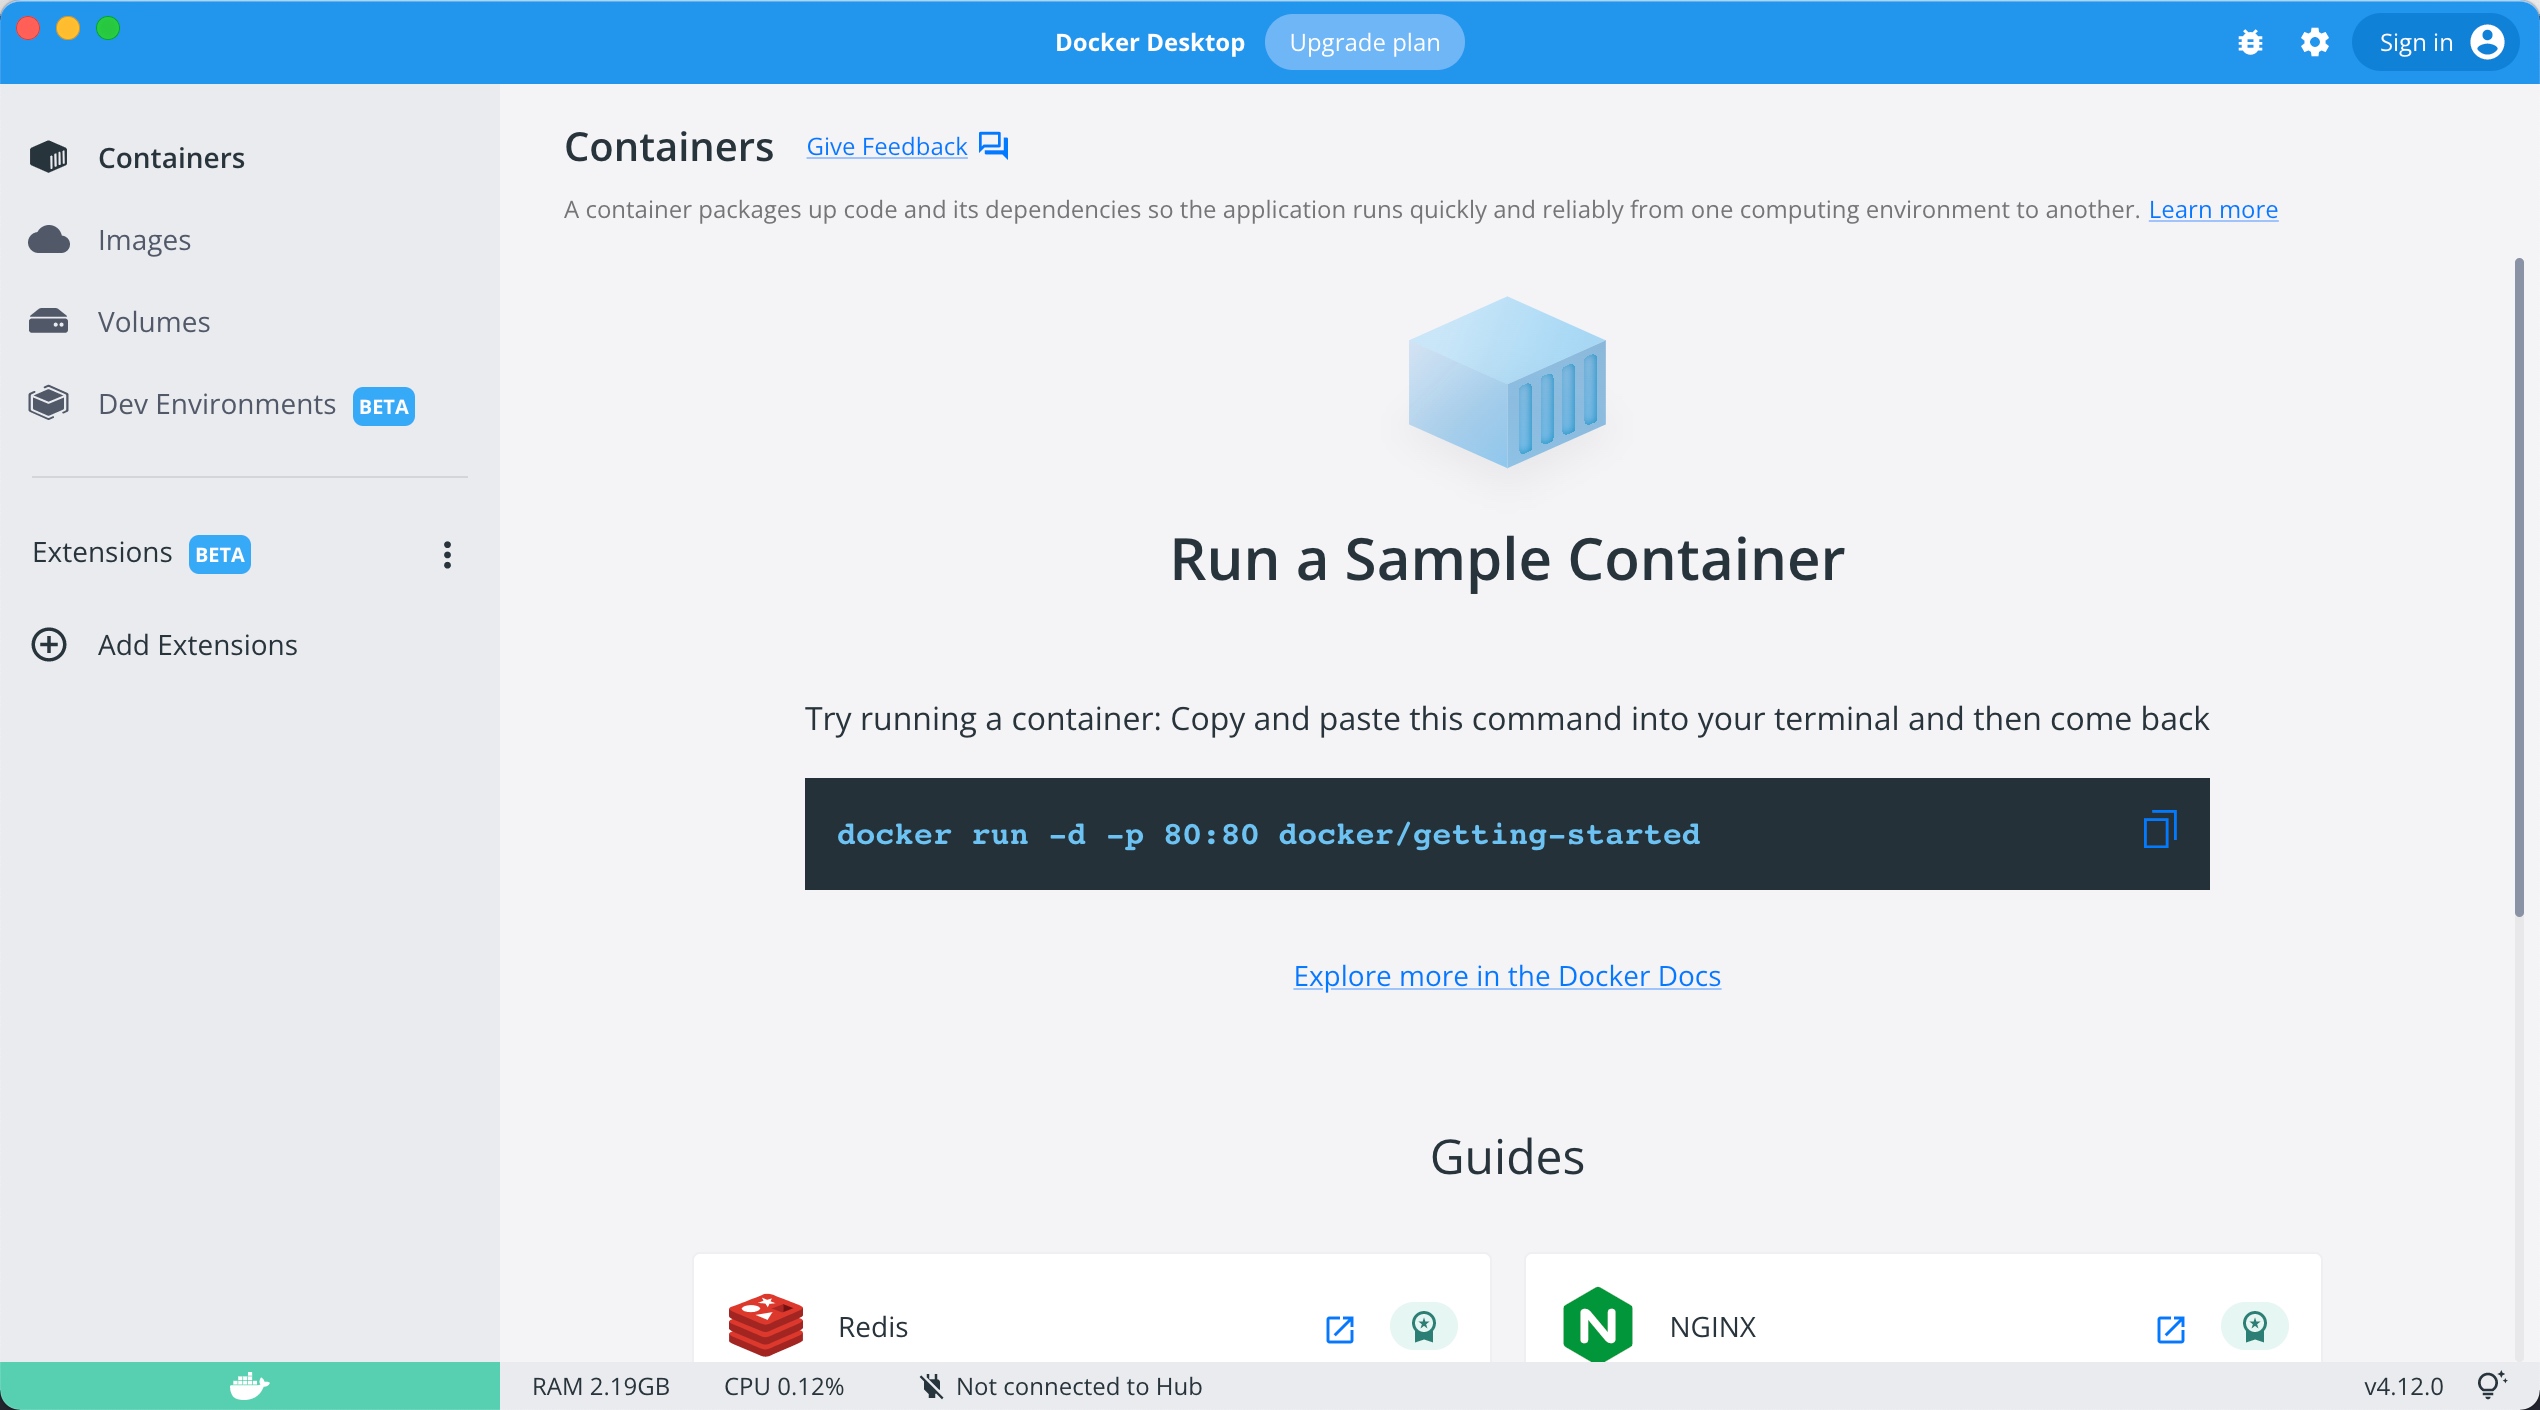 Docker Desktop
Upgrade plan
Sign in
Containers
Images
Volumes
Dev Environments BETA
Extensions BETA
Add Extensions
Containers Give Feedback
A container packages up code and its dependencies so the application runs quickly and reliably from one computing environment to another. Learn more
Run a Sample Container
Try running a container: Copy and paste this command into your terminal and then come back
docker run -d -p 80:80 docker/getting-started
Explore more in the Docker Docs
Guides
Redis
NGINX
RAM 2.19GB CPU 0.12% Not connected to Hub v4.12.0